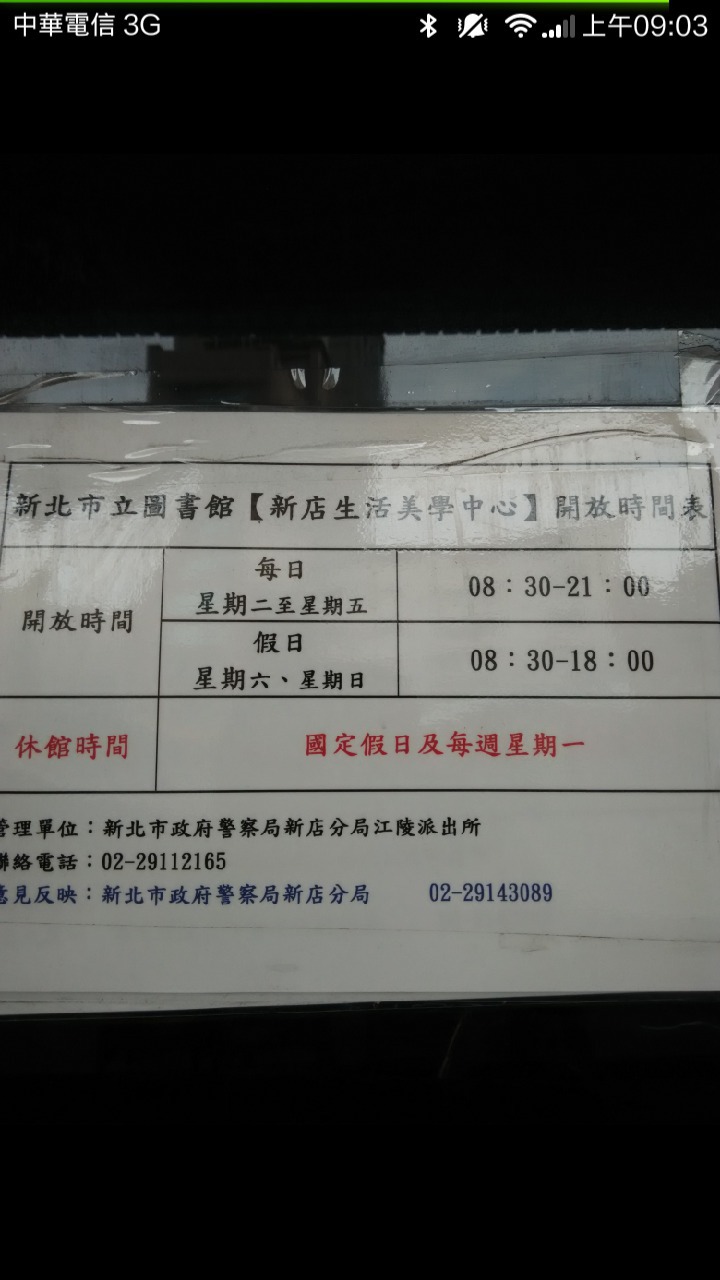 中華電信 3G 上午09:03
新北市立圖書館【新店生活美學中心】開放時間表
開放時間
每日
星期二至星期五
08：30-21：00
假日
星期六、星期日
08：30-18：00
休館時間
國定假日及每週星期一
管理單位：新北市政府警察局新店分局江陵派出所
聯絡電話：02-29112165
意見反映：新北市政府警察局新店分局 02-29143089